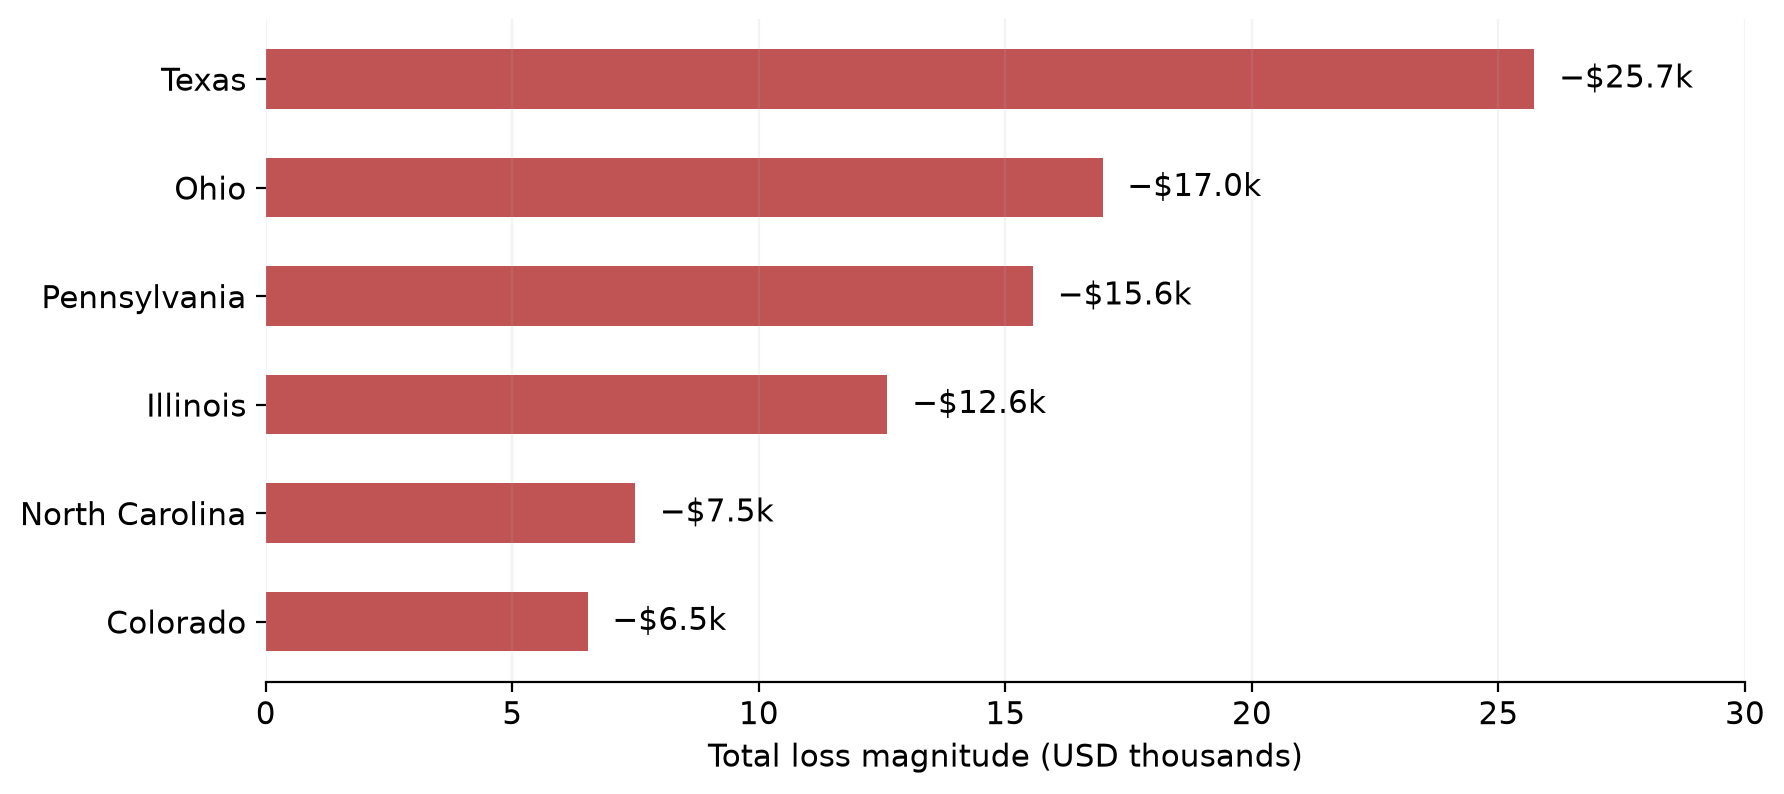 Texas −$25.7k
Ohio −$17.0k
Pennsylvania −$15.6k
Illinois −$12.6k
North Carolina −$7.5k
Colorado −$6.5k
0 5 10 15 20 25 30
Total loss magnitude (USD thousands)